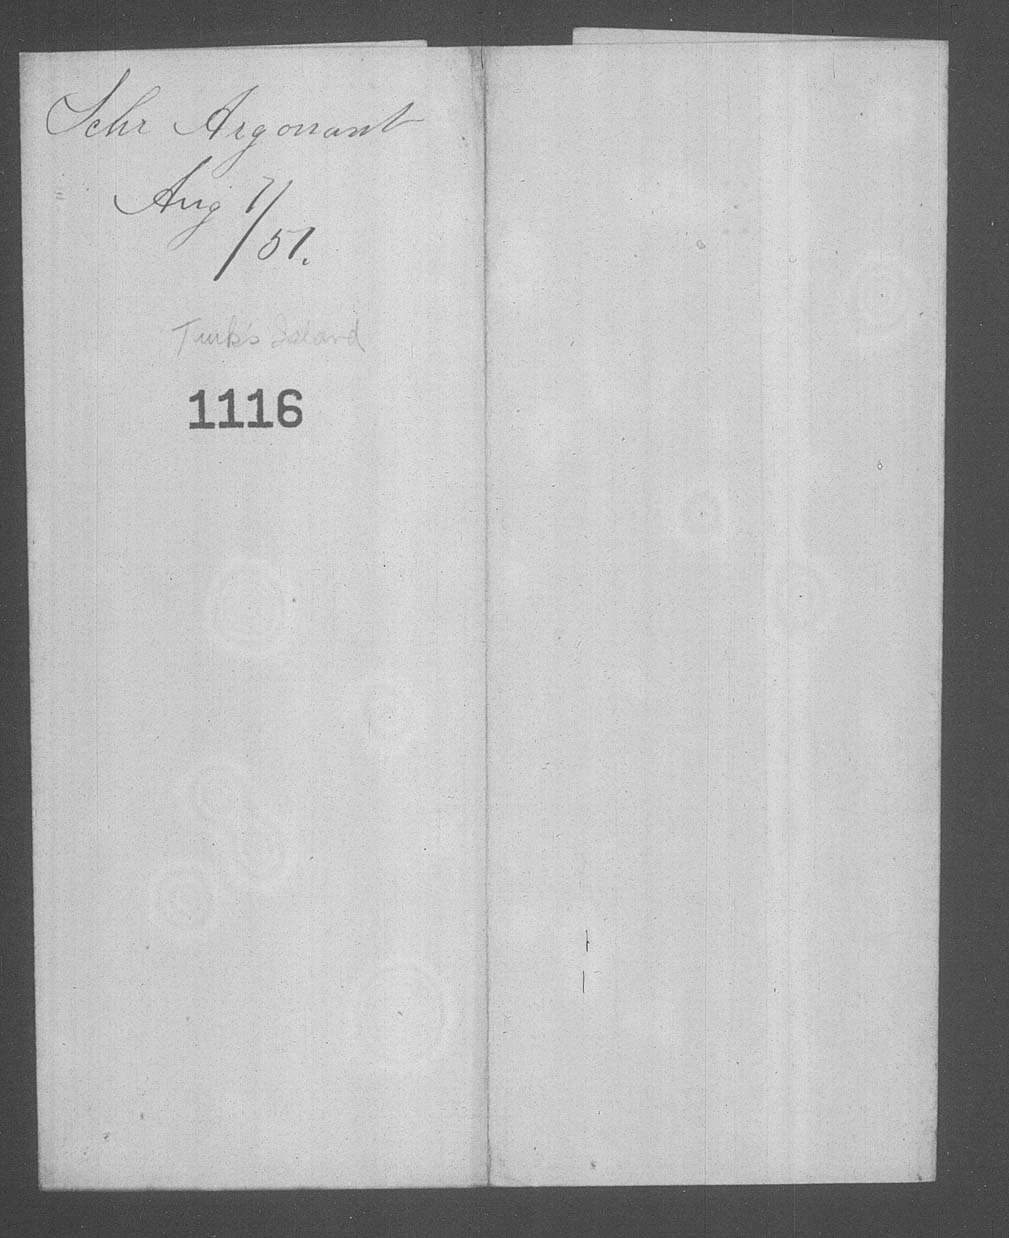 Schr Argonaut
Aug 7/
/51.
Turk's Island
1116